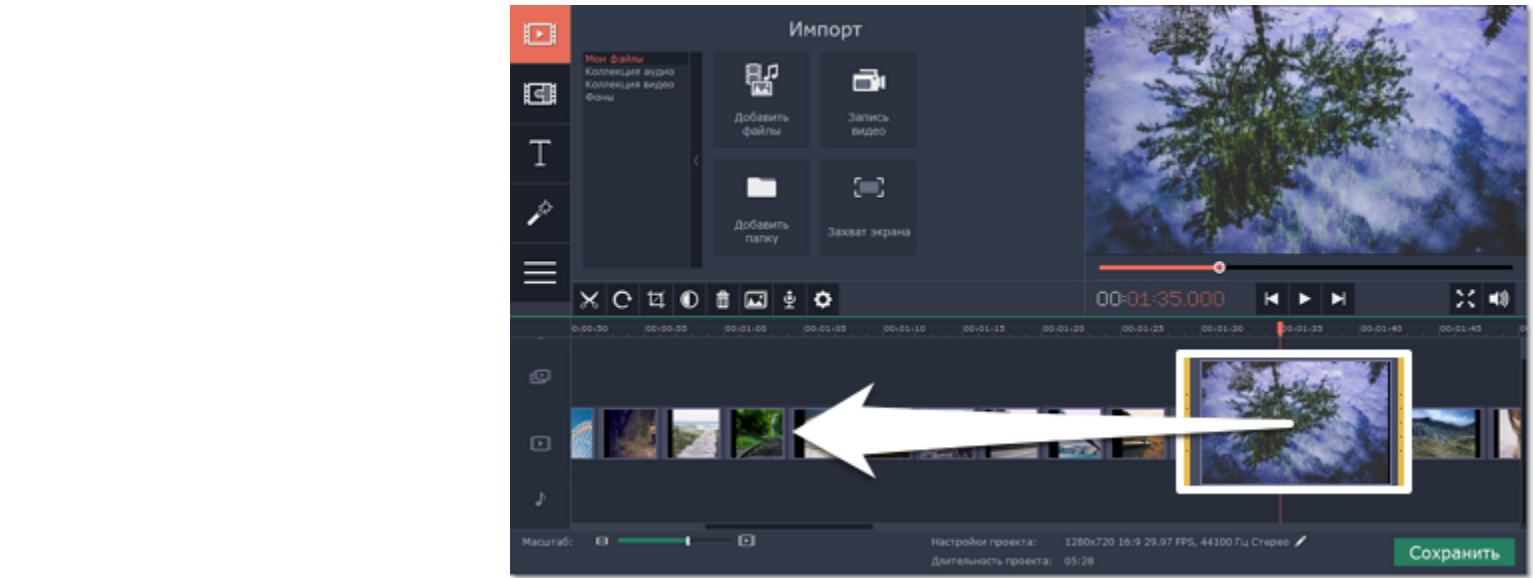 Импорт
Мои файлы
Коллекция аудио
Коллекция видео
Фоны
Добавить
файлы
Запись
видео
Добавить
папку
Захват экрана
00:01:35.000
0:00:50 00:00:55 00:01:00 00:01:05 00:01:10 00:01:15 00:01:20 00:01:25 00:01:30 00:01:35 00:01:40 00:01:45
Масштаб:
Настройки проекта: 1280x720 16:9 29.97 FPS, 44100 Гц Стерео
Длительность проекта: 05:28
Сохранить